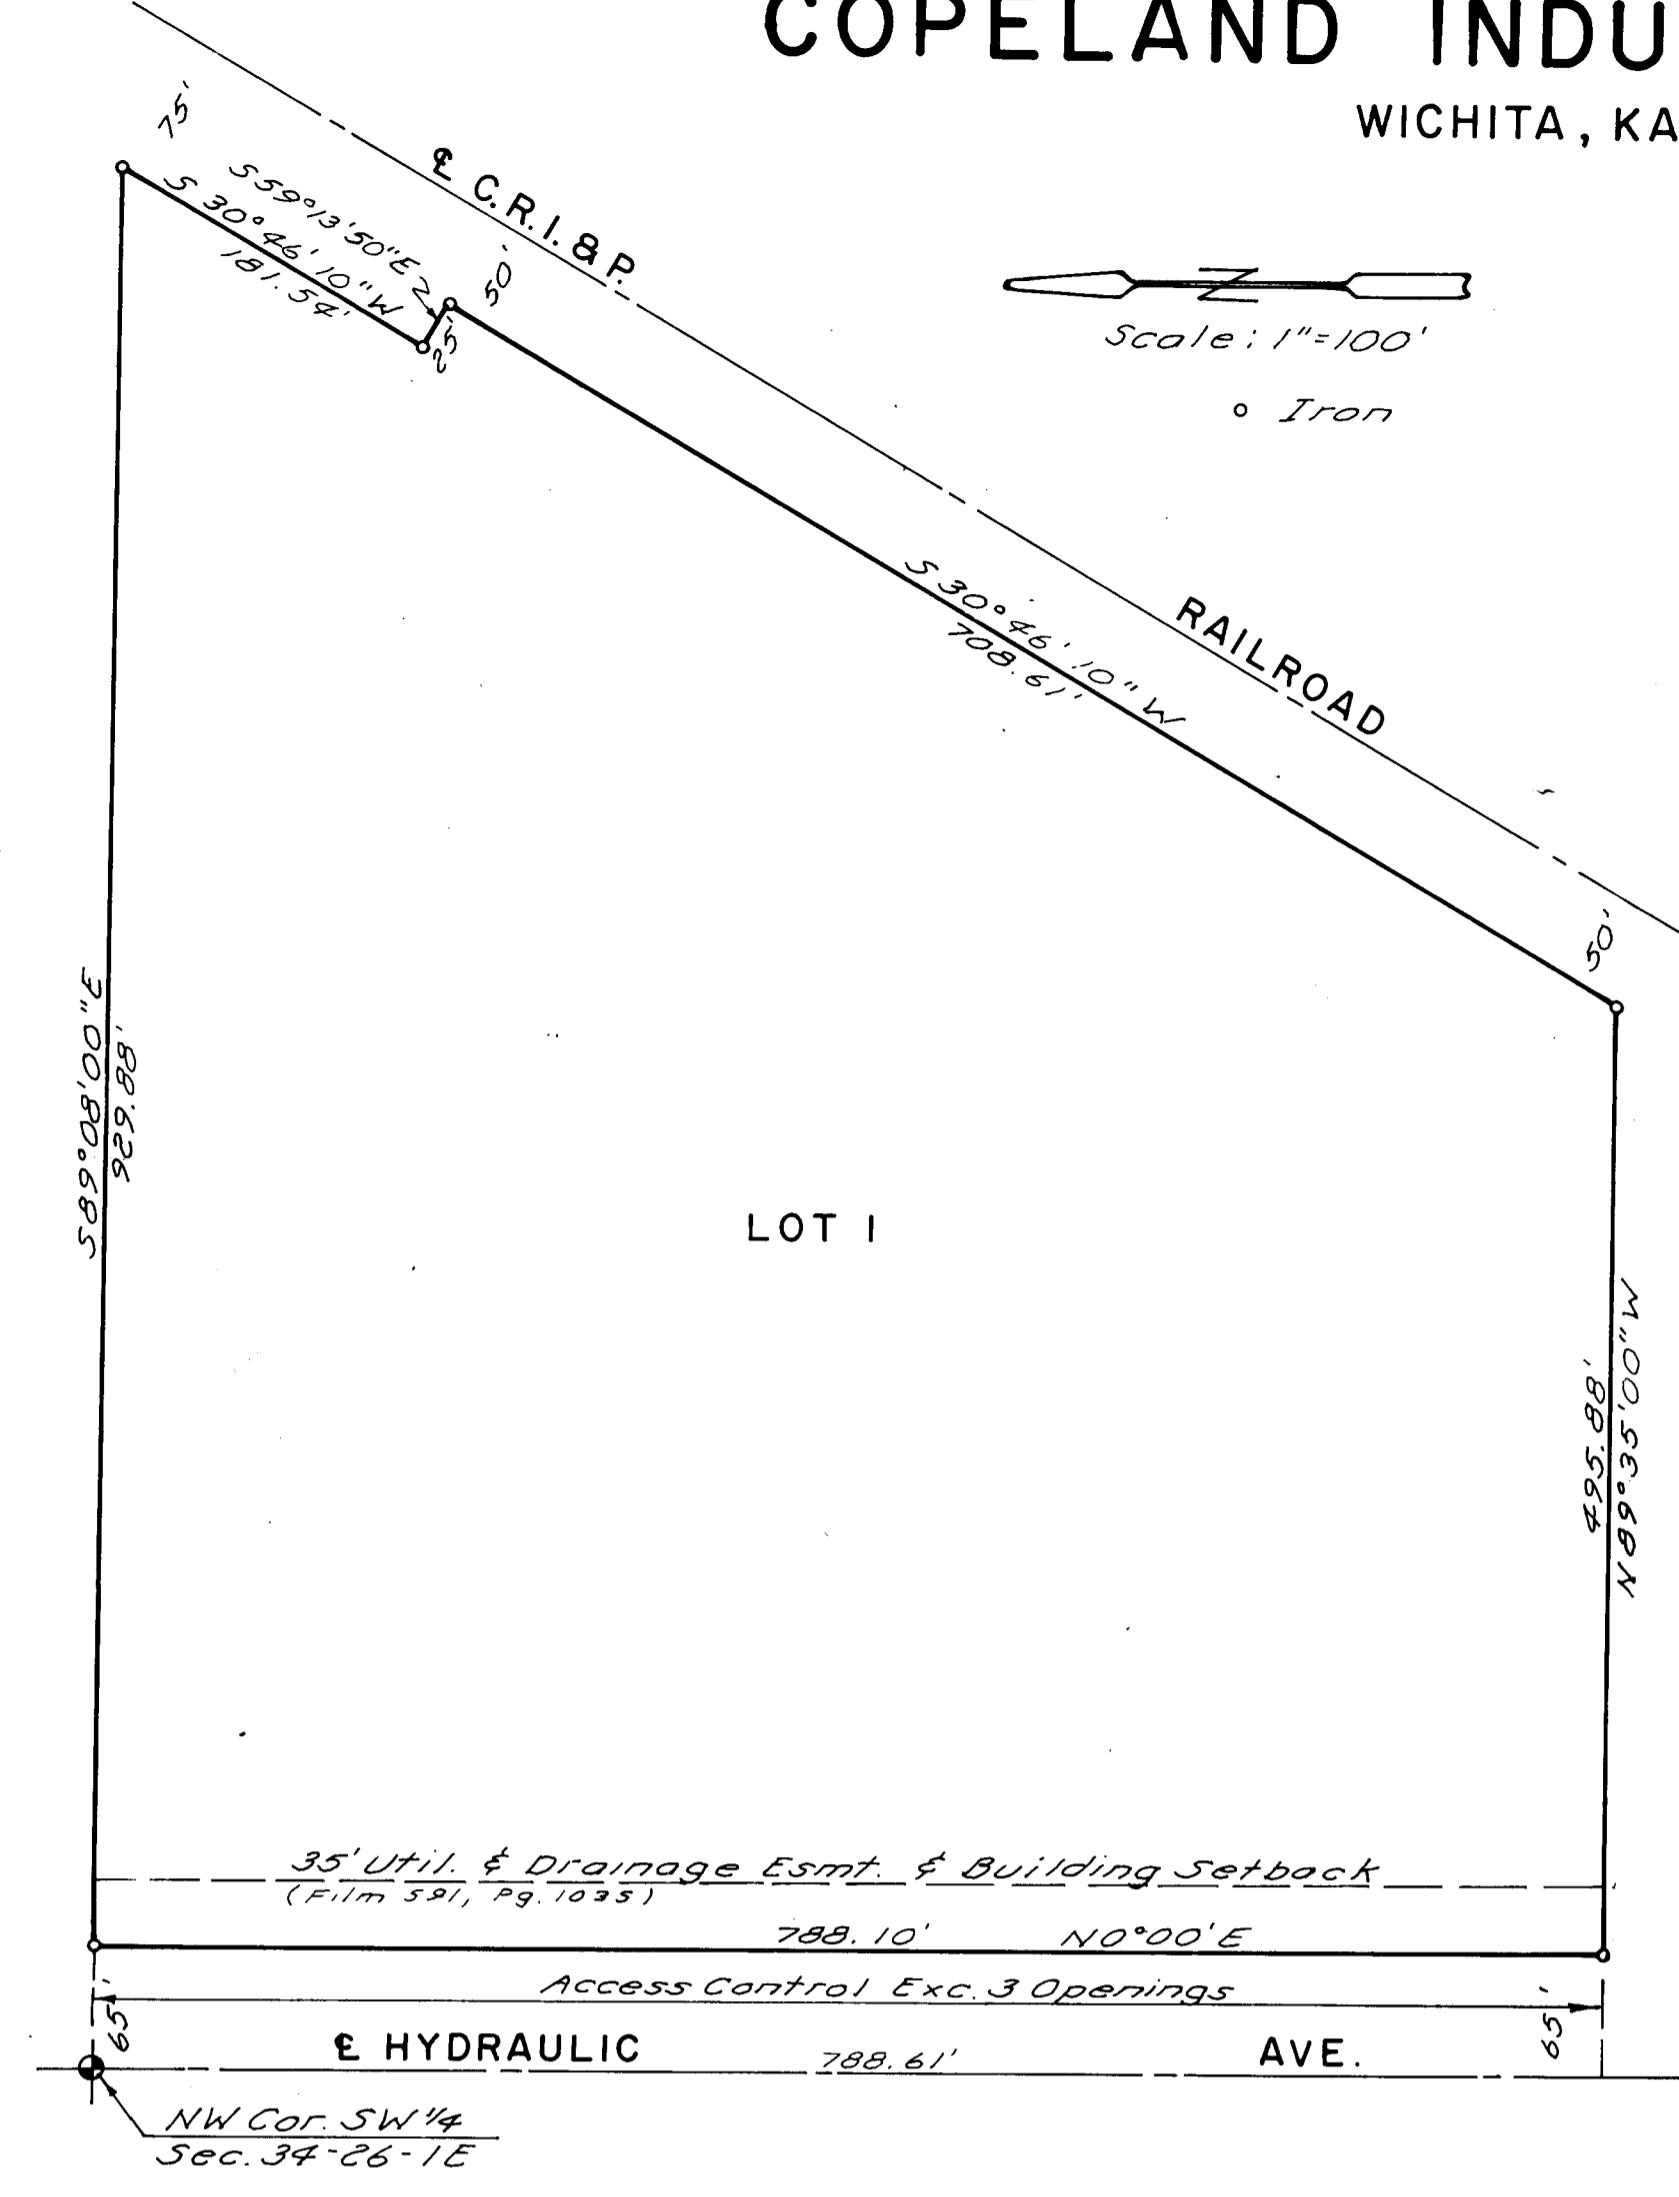 COPELAND INDU
WICHITA, KA
75'
S 59°13'50"E
S 30°46'10"W
181.54'
25'
50'
℄ C.R.I. & P.
RAILROAD
Scale: 1"=100'
Iron
S 30°46'10"W
708.61'
50'
S89°08'00"E
929.88'
LOT 1
495.88'
N89°35'00"W
35' Util. & Drainage Esmt. & Building Setback
(Film 591, Pg. 1035)
788.10' N0°00'E
Access Control Exc. 3 Openings
65'
65'
℄ HYDRAULIC AVE.
788.61'
NW Cor. SW 1/4
Sec. 34-26-1E